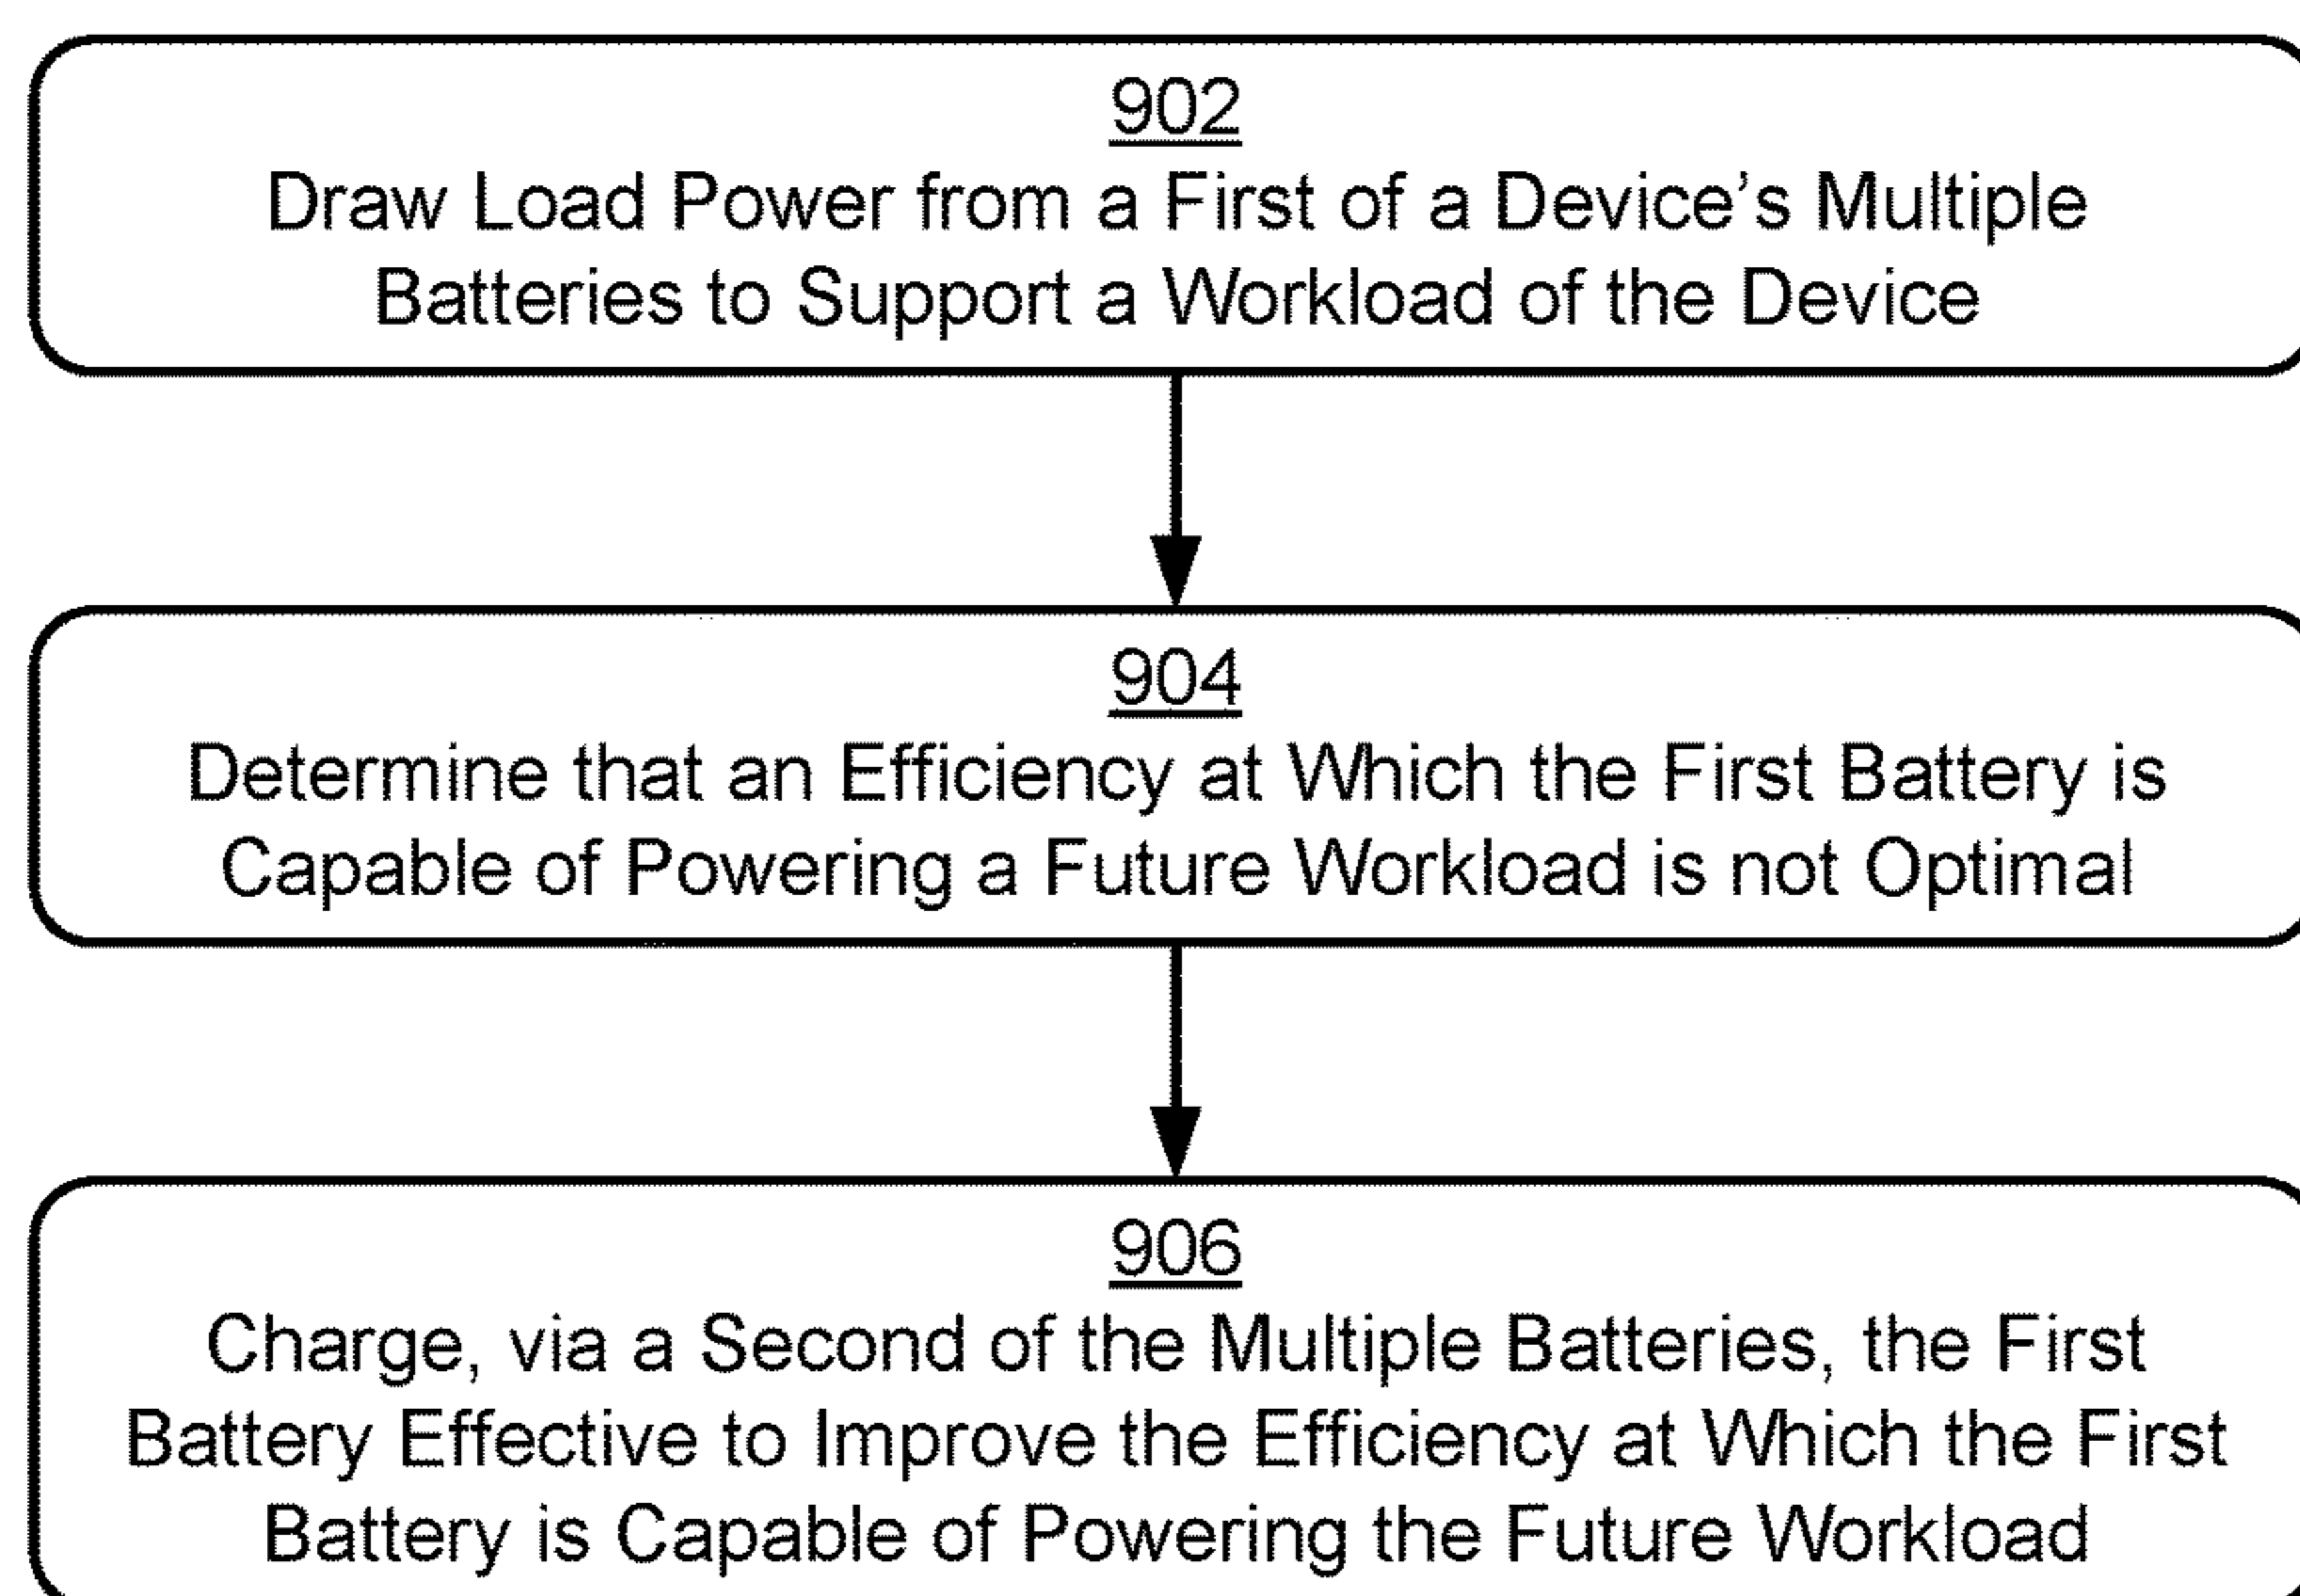 902
Draw Load Power from a First of a Device’s Multiple
Batteries to Support a Workload of the Device
904
Determine that an Efficiency at Which the First Battery is
Capable of Powering a Future Workload is not Optimal
906
Charge, via a Second of the Multiple Batteries, the First
Battery Effective to Improve the Efficiency at Which the First
Battery is Capable of Powering the Future Workload